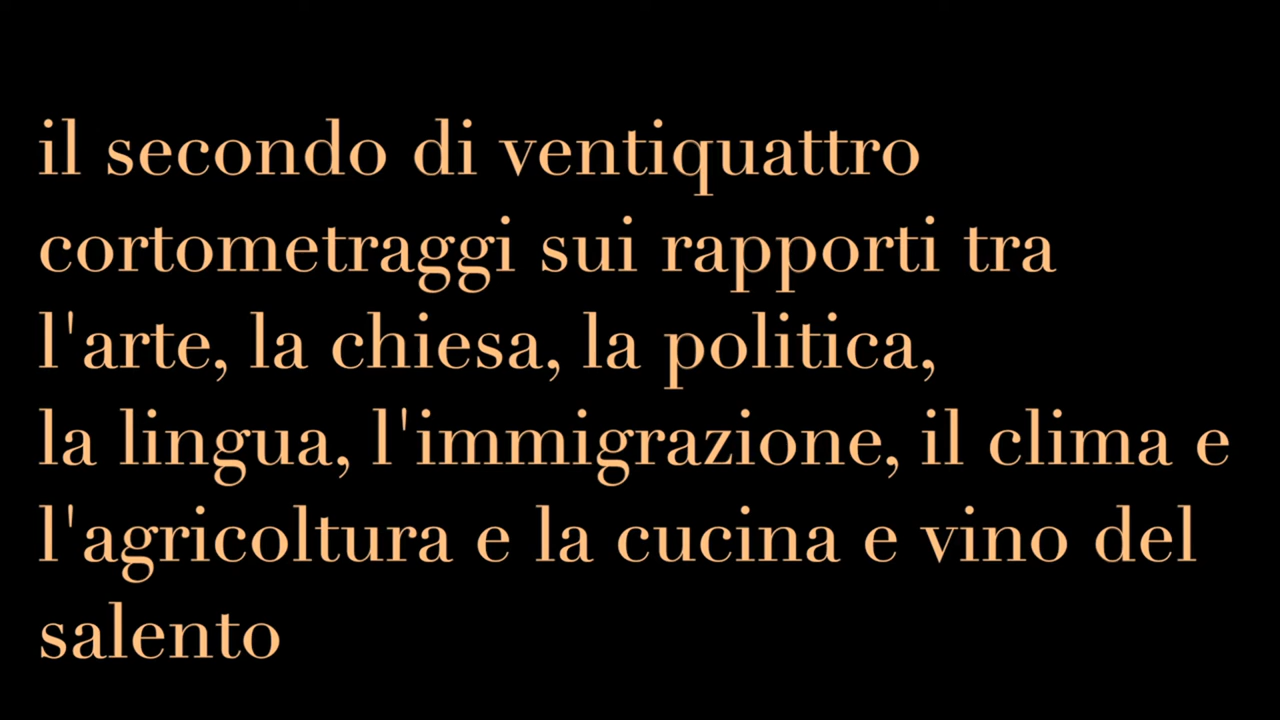 il secondo di ventiquattro
cortometraggi sui rapporti tra
l'arte, la chiesa, la politica,
la lingua, l'immigrazione, il clima e
l'agricoltura e la cucina e vino del
salento